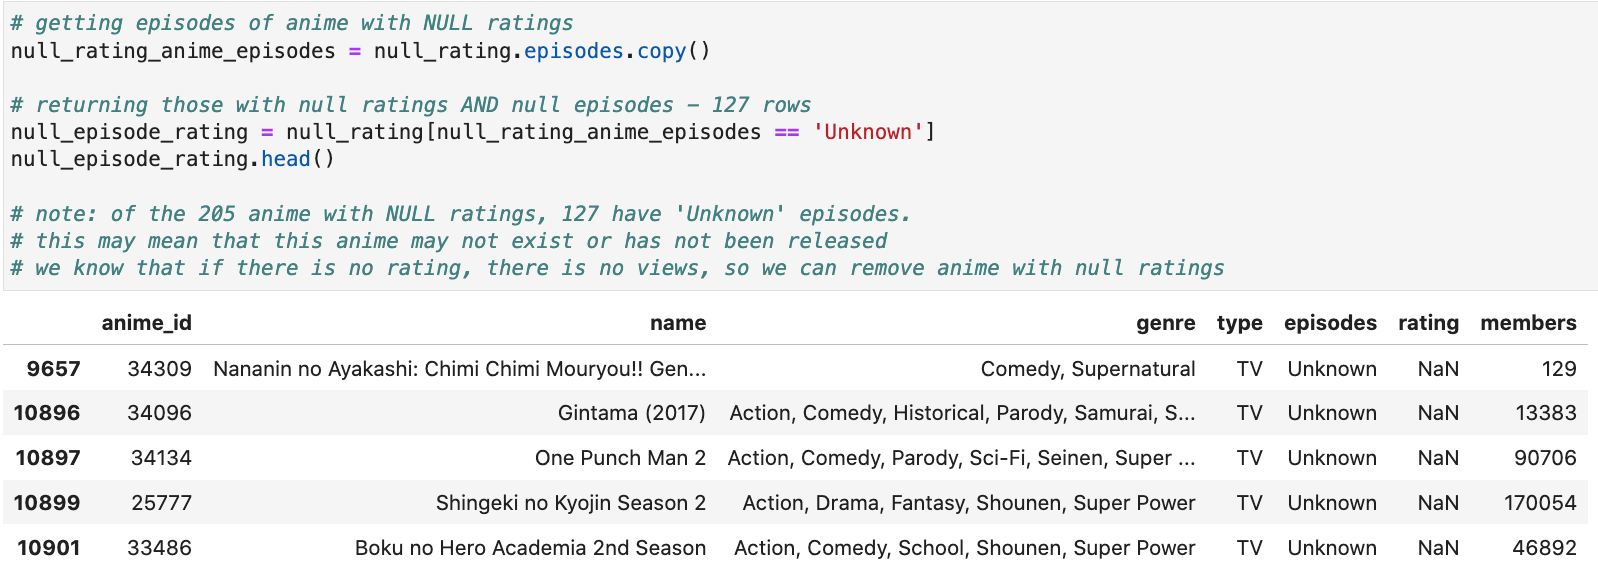 # getting episodes of anime with NULL ratings
null_rating_anime_episodes = null_rating.episodes.copy()
# returning those with null ratings AND null episodes – 127 rows
null_episode_rating = null_rating[null_rating_anime_episodes == 'Unknown']
null_episode_rating.head()
# note: of the 205 anime with NULL ratings, 127 have 'Unknown' episodes.
# this may mean that this anime may not exist or has not been released
# we know that if there is no rating, there is no views, so we can remove anime with null ratings
anime_id name genre type episodes rating members
9657 34309 Nananin no Ayakashi: Chimi Chimi Mouryou!! Gen... Comedy, Supernatural TV Unknown NaN 129
10896 34096 Gintama (2017) Action, Comedy, Historical, Parody, Samurai, S... TV Unknown NaN 13383
10897 34134 One Punch Man 2 Action, Comedy, Parody, Sci-Fi, Seinen, Super ... TV Unknown NaN 90706
10899 25777 Shingeki no Kyojin Season 2 Action, Drama, Fantasy, Shounen, Super Power TV Unknown NaN 170054
10901 33486 Boku no Hero Academia 2nd Season Action, Comedy, School, Shounen, Super Power TV Unknown NaN 46892